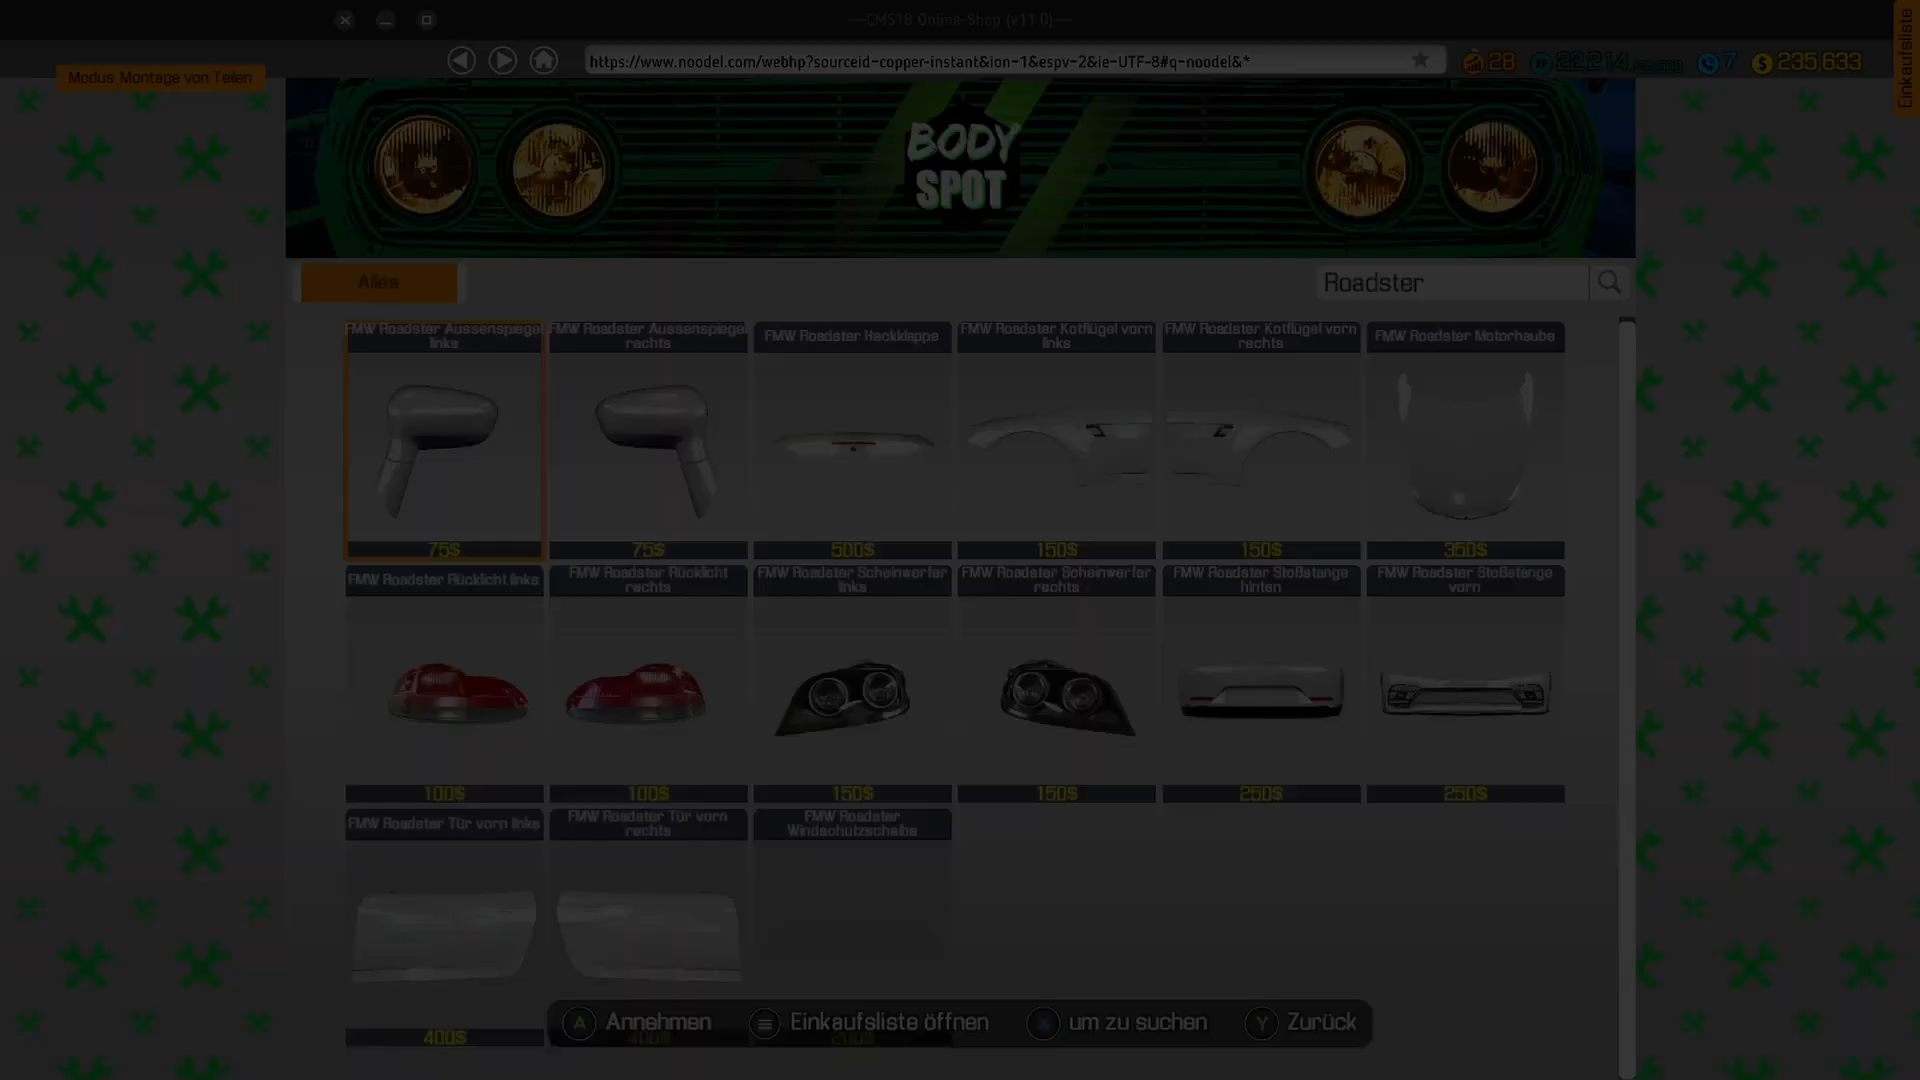 —CMS18 Online-Shop (v11.0)—
Einkaufsliste
https://www.noodel.com/webhp?sourceid-copper-instant&ion-1&espv-2&ie-UTF-8#q-noodel&*
28
22,214
7
235,633
Modus: Montage von Teilen
BODY
SPOT
Alles
Roadster
FMW Roadster Aussenspiegel
links
FMW Roadster Aussenspiegel
rechts
FMW Roadster Heckklappe
FMW Roadster Kotflügel vorn
links
FMW Roadster Kotflügel vorn
rechts
FMW Roadster Motorhaube
75$
75$
500$
150$
150$
350$
FMW Roadster Rücklicht links
FMW Roadster Rücklicht
rechts
FMW Roadster Scheinwerfer
links
FMW Roadster Scheinwerfer
rechts
FMW Roadster Stoßstange
hinten
FMW Roadster Stoßstange
vorn
100$
100$
150$
150$
250$
250$
FMW Roadster Tür vorn links
FMW Roadster Tür vorn
rechts
FMW Roadster
Windschutzscheibe
400$
400$
200$
A Annehmen
Einkaufsliste öffnen
X um zu suchen
Y Zurück